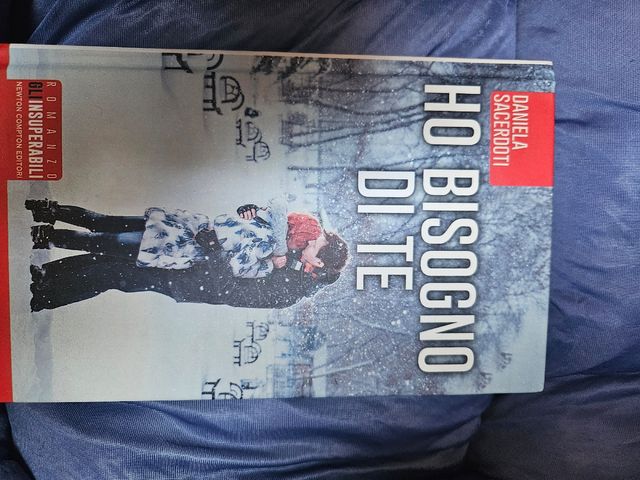 DANIELA
SACERDOTI
HO BISOGNO
DI TE
ROMANZO
GLI INSUPERABILI
NEWTON COMPTON EDITORI